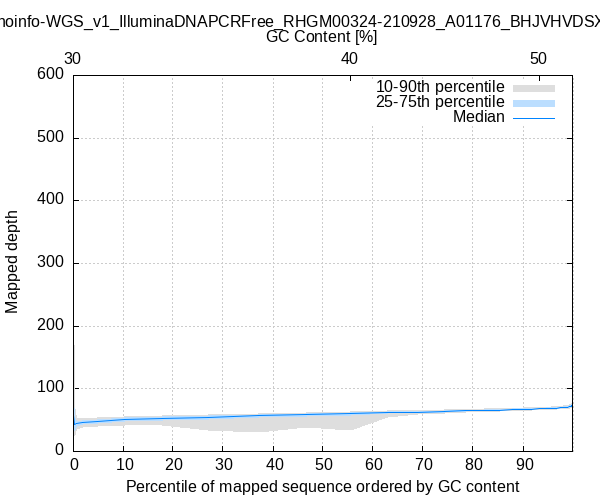 noinfo-WGS_v1_IlluminaDNAPCRFree_RHGM00324-210928_A01176_BHJVHVDSX
GC Content [%]
30 40 50
10-90th percentile
25-75th percentile
Median
600
500
400
300
200
100
0
Mapped depth
0 10 20 30 40 50 60 70 80 90
Percentile of mapped sequence ordered by GC content